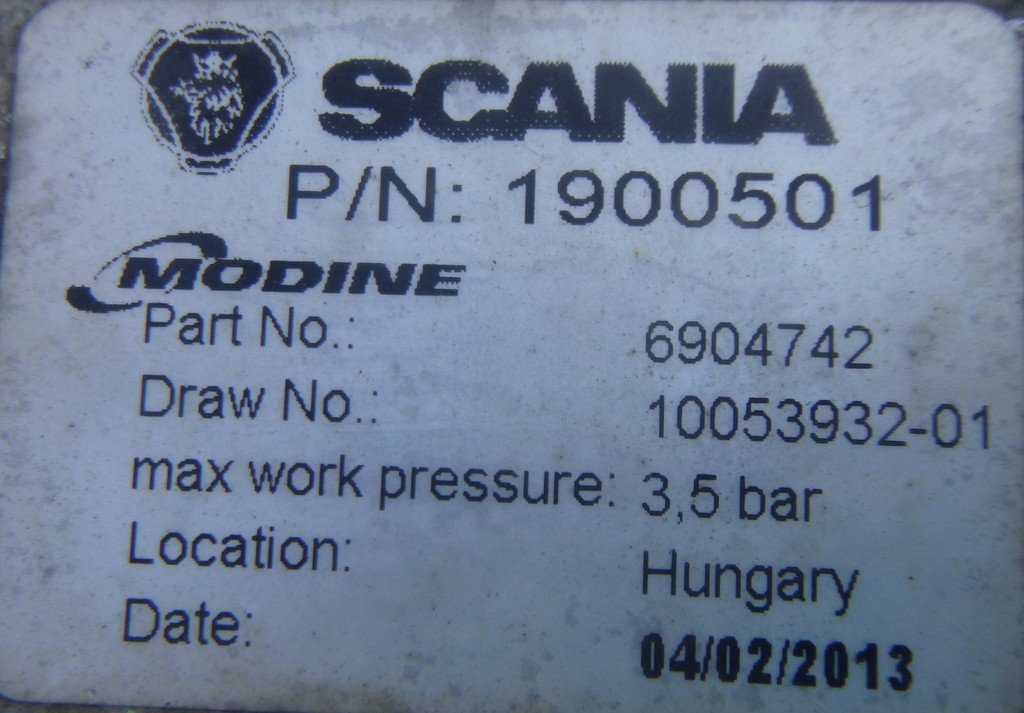 SCANIA
P/N: 1900501
MODINE
Part No.: 6904742
Draw No.: 10053932-01
max work pressure: 3,5 bar
Location: Hungary
Date: 04/02/2013